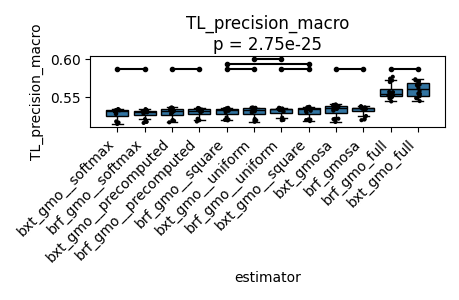 TL_precision_macro
p = 2.75e-25
TL_precision_macro
0.60
0.55
bxt_gmo__softmax
brf_gmo__softmax
bxt_gmo__precomputed
brf_gmo__precomputed
brf_gmo__square
bxt_gmo__uniform
brf_gmo__uniform
bxt_gmo__square
bxt_gmosa
brf_gmosa
brf_gmo_full
bxt_gmo_full
estimator